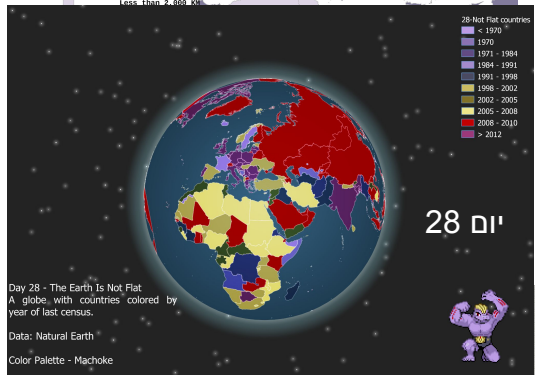 Less than 2,000 KM
28-Not Flat countries
< 1970
1970
1971 - 1984
1984 - 1991
1991 - 1998
1998 - 2002
2002 - 2005
2005 - 2008
2008 - 2010
> 2012
יום 28
Day 28 - The Earth Is Not Flat
A globe with countries colored by
year of last census.
Data: Natural Earth
Color Palette - Machoke